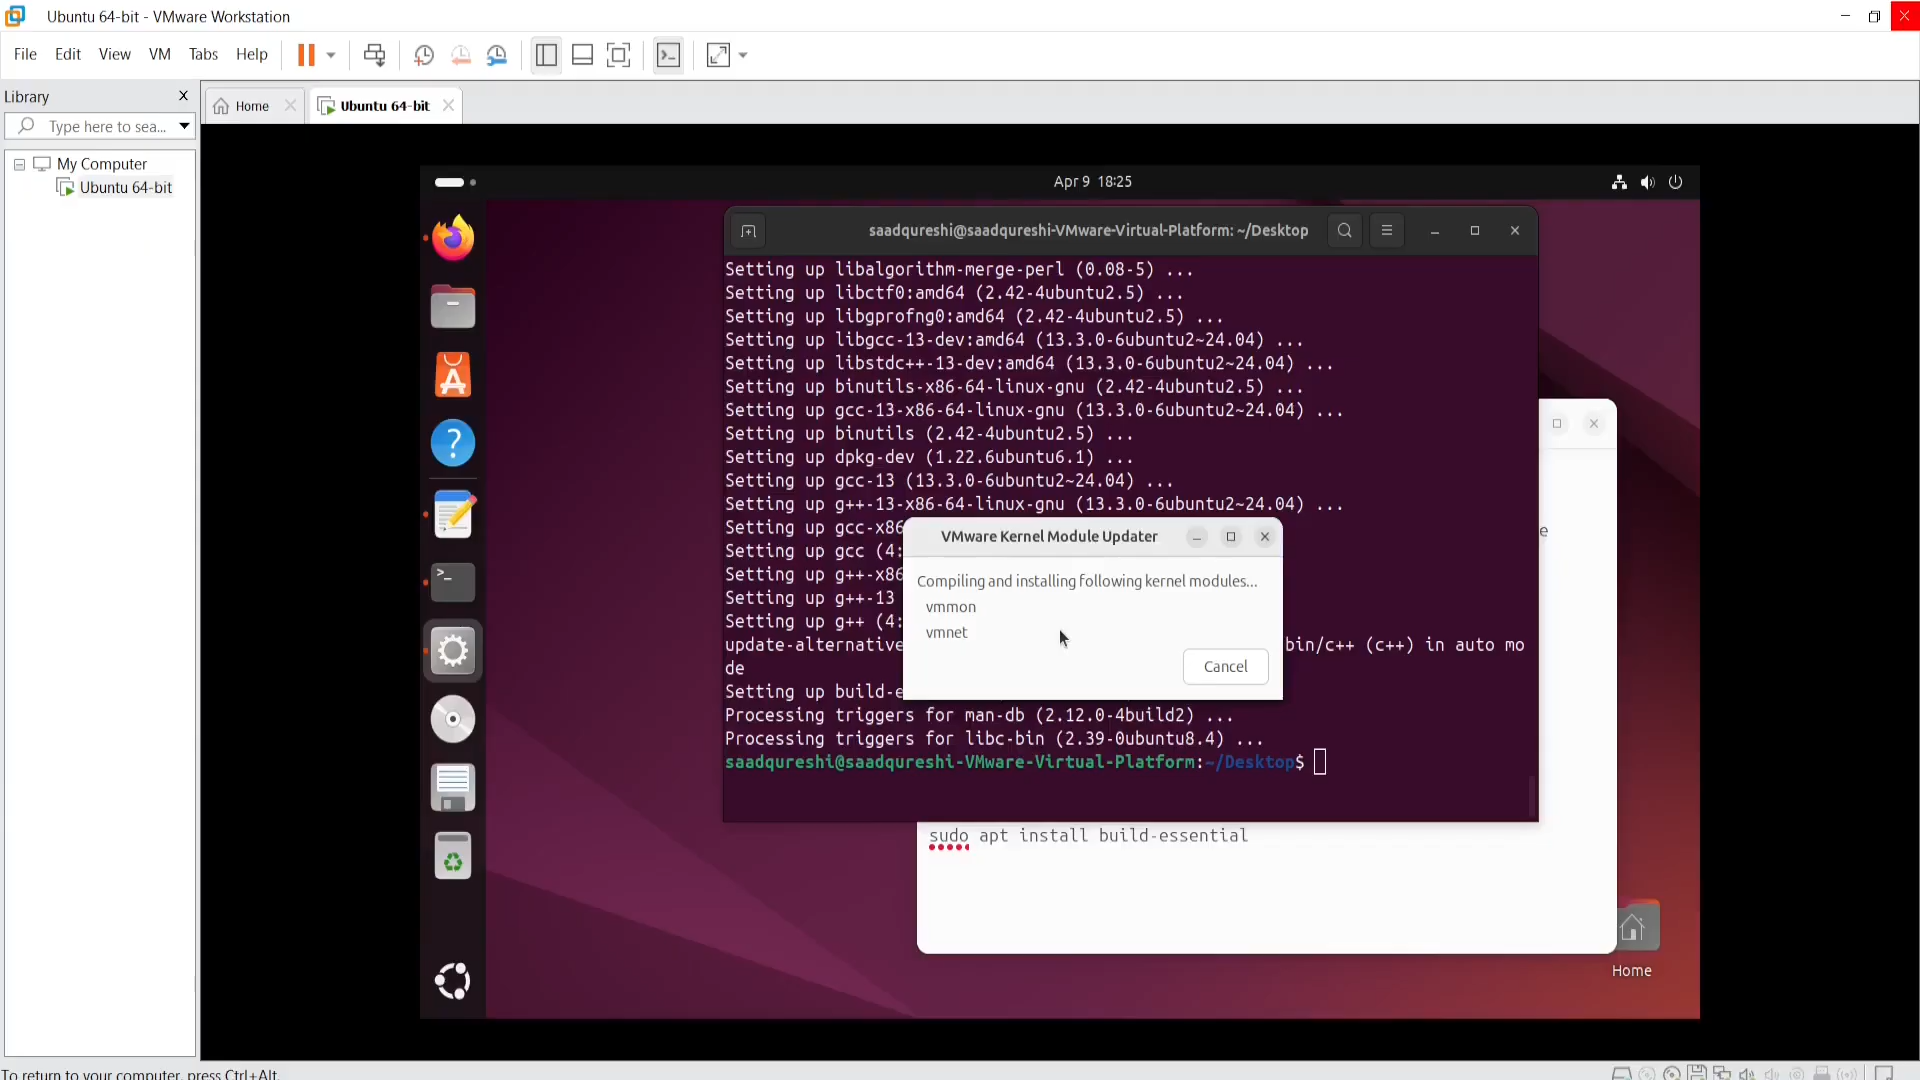 Ubuntu 64-bit - VMware Workstation
File Edit View VM Tabs Help
Library
Home
Ubuntu 64-bit
Type here to sea...
My Computer
Ubuntu 64-bit
Apr 9 18:25
saadqureshi@saadqureshi-VMware-Virtual-Platform: ~/Desktop
Setting up libalgorithm-merge-perl (0.08-5) ...
Setting up libctf0:amd64 (2.42-4ubuntu2.5) ...
Setting up libgprofng0:amd64 (2.42-4ubuntu2.5) ...
Setting up libgcc-13-dev:amd64 (13.3.0-6ubuntu2~24.04) ...
Setting up libstdc++-13-dev:amd64 (13.3.0-6ubuntu2~24.04) ...
Setting up binutils-x86-64-linux-gnu (2.42-4ubuntu2.5) ...
Setting up gcc-13-x86-64-linux-gnu (13.3.0-6ubuntu2~24.04) ...
Setting up binutils (2.42-4ubuntu2.5) ...
Setting up dpkg-dev (1.22.6ubuntu6.1) ...
Setting up gcc-13 (13.3.0-6ubuntu2~24.04) ...
Setting up g++-13-x86-64-linux-gnu (13.3.0-6ubuntu2~24.04) ...
Setting up gcc-x86
Setting up gcc (4:
Setting up g++-x86
Setting up g++-13
Setting up g++ (4:
update-alternative bin/c++ (c++) in auto mo
de
Setting up build-e
Processing triggers for man-db (2.12.0-4build2) ...
Processing triggers for libc-bin (2.39-0ubuntu8.4) ...
saadqureshi@saadqureshi-VMware-Virtual-Platform:~/Desktop$
VMware Kernel Module Updater
Compiling and installing following kernel modules...
vmmon
vmnet
Cancel
e
sudo apt install build-essential
Home
To return to your computer, press Ctrl+Alt.